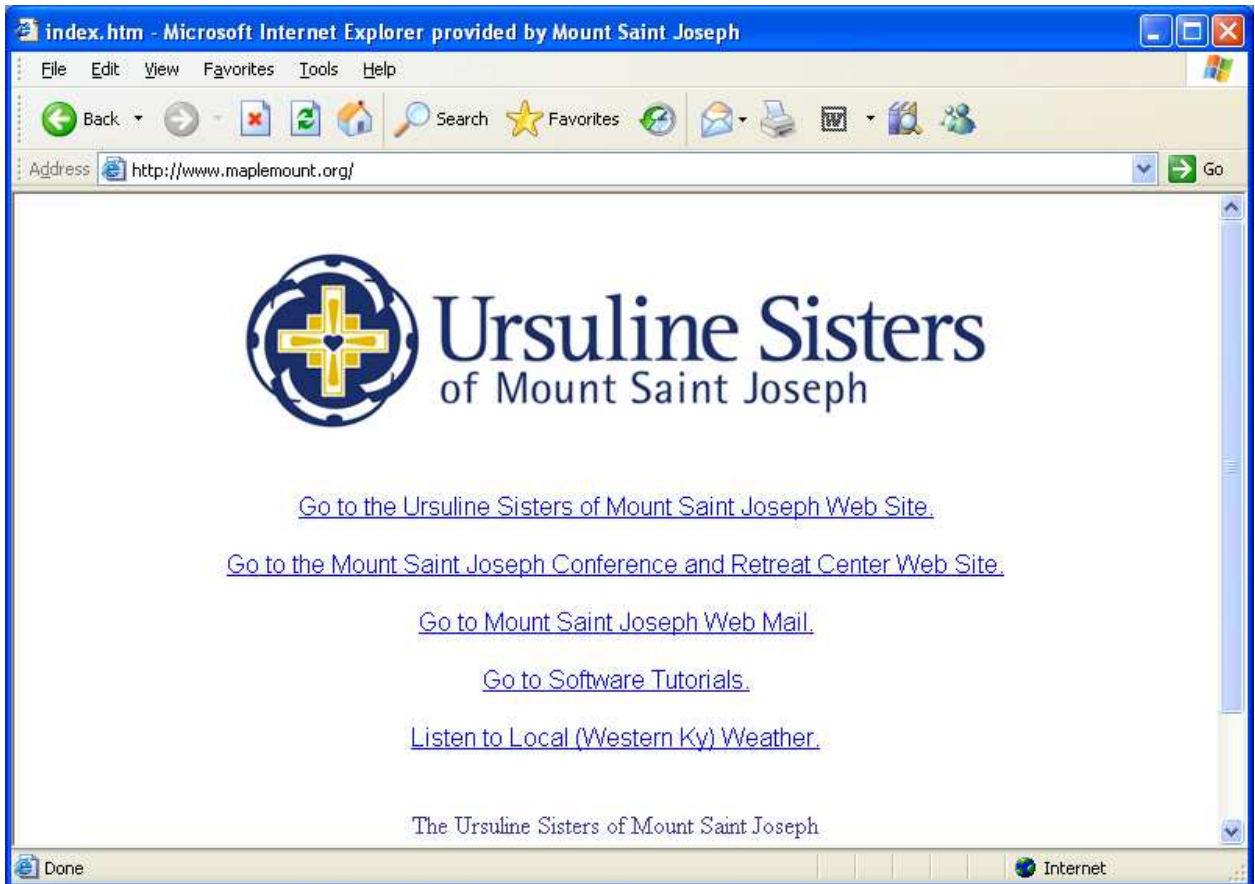 index.htm - Microsoft Internet Explorer provided by Mount Saint Joseph
File Edit View Favorites Tools Help
Back Search Favorites W
Address http://www.maplemount.org/ Go
Ursuline Sisters
of Mount Saint Joseph
Go to the Ursuline Sisters of Mount Saint Joseph Web Site.
Go to the Mount Saint Joseph Conference and Retreat Center Web Site.
Go to Mount Saint Joseph Web Mail.
Go to Software Tutorials.
Listen to Local (Western Ky) Weather.
The Ursuline Sisters of Mount Saint Joseph
Done Internet